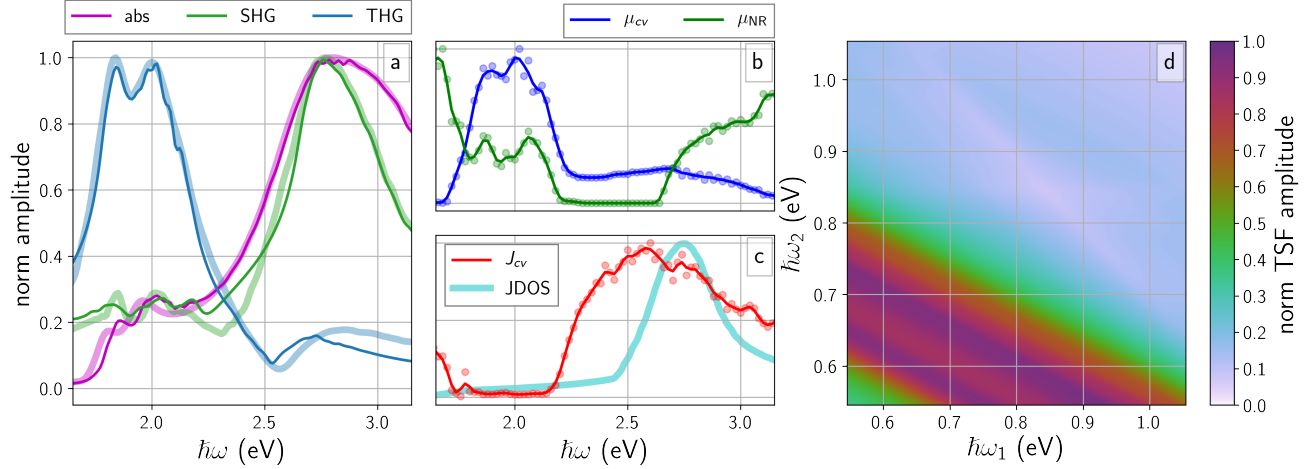 abs SHG THG
norm amplitude
1.0
0.8
0.6
0.4
0.2
0.0
2.0 2.5 3.0
ħω (eV)
a
μcv μNR
b
c
Jcv
JDOS
2.0 2.5 3.0
ħω (eV)
d
ħω2 (eV)
1.0
0.9
0.8
0.7
0.6
0.6 0.7 0.8 0.9 1.0
ħω1 (eV)
1.0
0.9
0.8
0.7
0.6
0.5
0.4
0.3
0.2
0.1
0.0
norm TSF amplitude